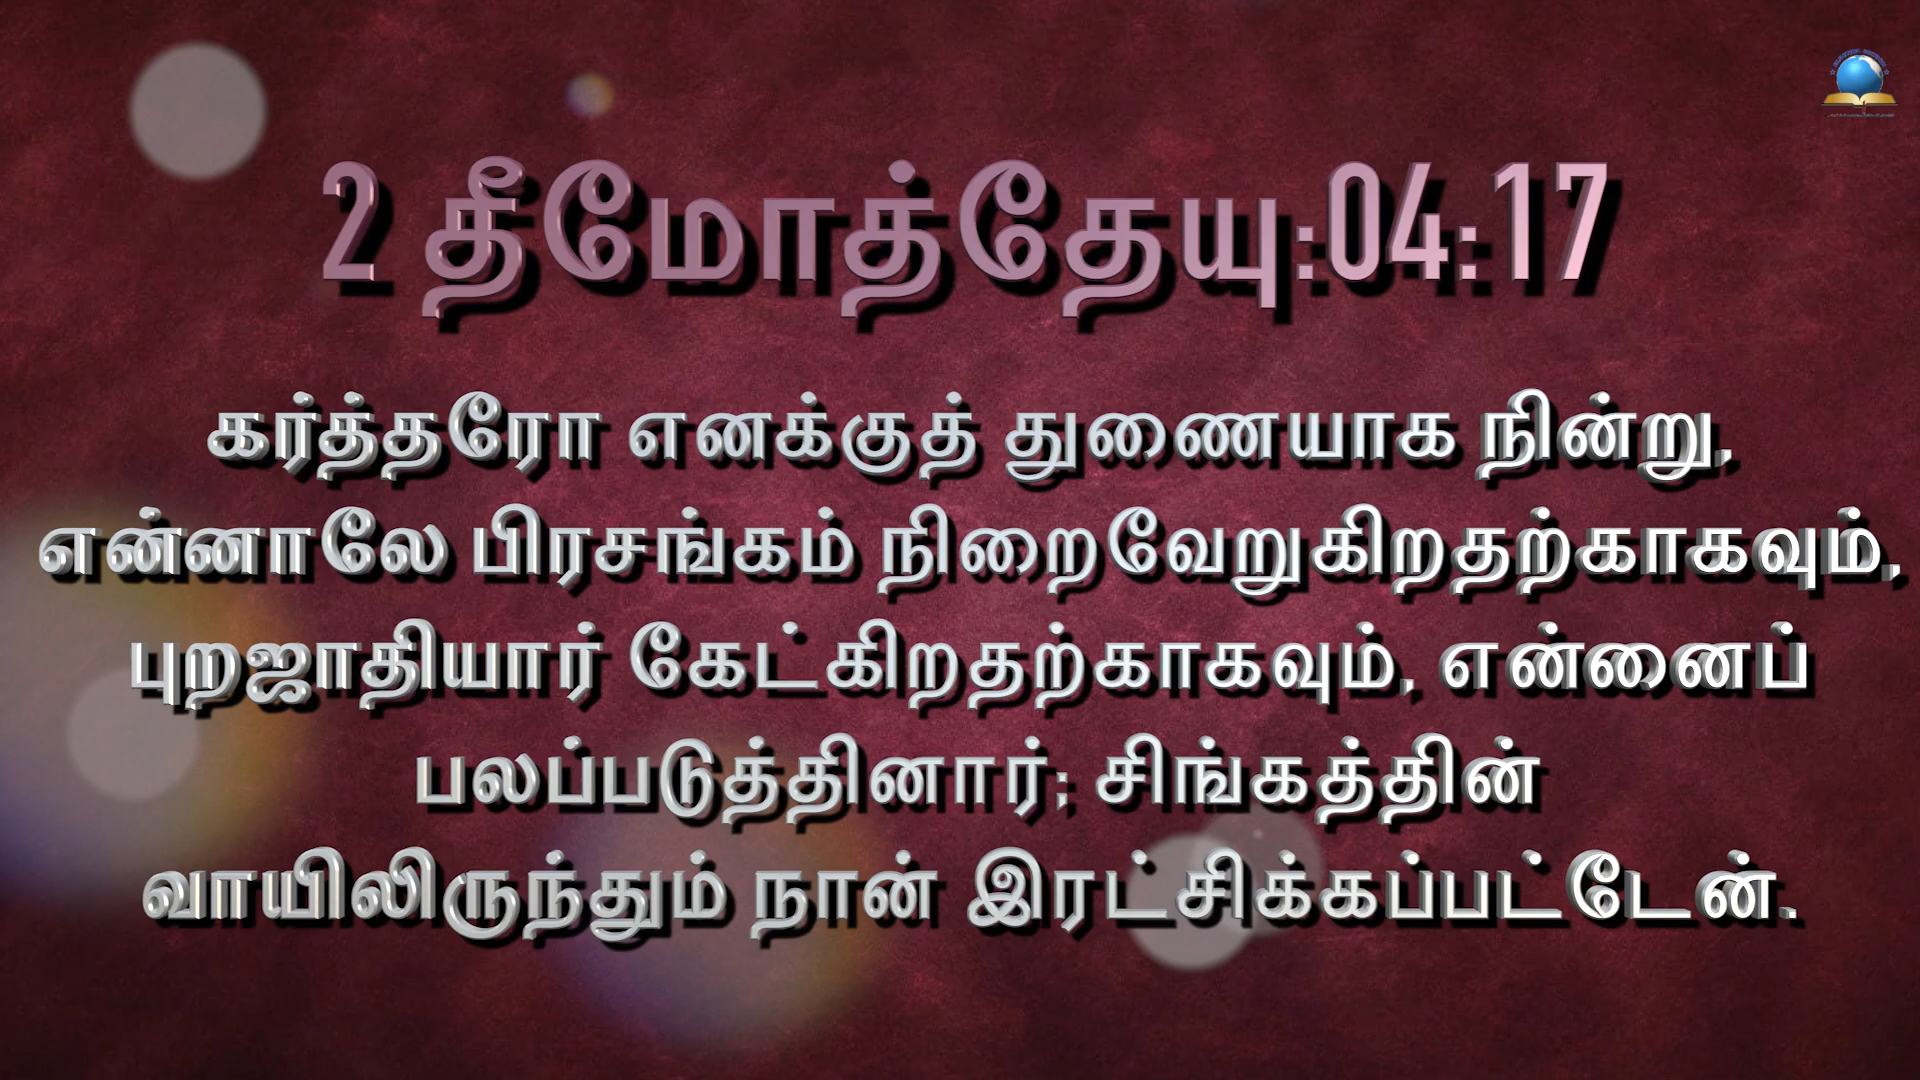 2 தீமோத்தேயு:04:17
கர்த்தரோ எனக்குத் துணையாக நின்று,
என்னாலே பிரசங்கம் நிறைவேறுகிறதற்காகவும்,
புறஜாதியார் கேட்கிறதற்காகவும், என்னைப்
பலப்படுத்தினார்; சிங்கத்தின்
வாயிலிருந்தும் நான் இரட்சிக்கப்பட்டேன்.